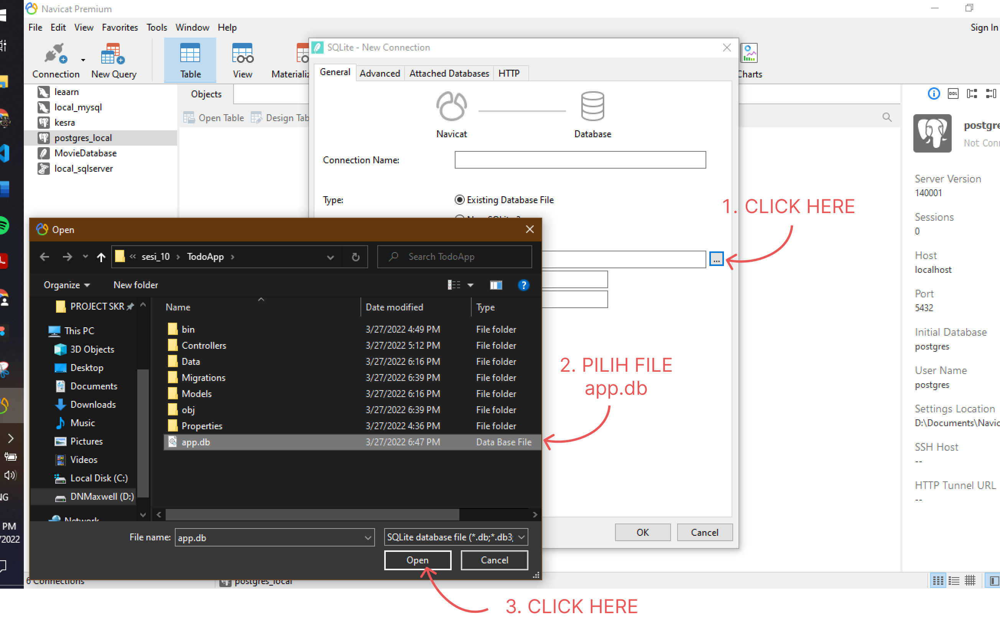 Navicat Premium
File Edit View Favorites Tools Window Help
Sign In
Connection
New Query
Table
View
Charts
SQLite - New Connection
General
Advanced
Attached Databases
HTTP
Navicat
Database
Connection Name:
Type:
Existing Database File
leaarn
local_mysql
kesra
postgres_local
MovieDatabase
local_sqlserver
Objects
Open Table
Design
1. CLICK HERE
...
Open
« sesi_10 › TodoApp ›
Search TodoApp
Organize
New folder
PROJECT SKR
This PC
3D Objects
Desktop
Documents
Downloads
Music
Pictures
Videos
Local Disk (C:)
DNMaxwell (D:)
Network
Name Date modified Type
bin 3/27/2022 4:49 PM File folder
Controllers 3/27/2022 5:12 PM File folder
Data 3/27/2022 6:16 PM File folder
Migrations 3/27/2022 6:39 PM File folder
Models 3/27/2022 6:16 PM File folder
obj 3/27/2022 6:39 PM File folder
Properties 3/27/2022 4:36 PM File folder
app.db 3/27/2022 6:47 PM Data Base File
2. PILIH FILE
app.db
File name:
app.db
SQLite database file (*.db;*.db3;
Open
Cancel
OK
Cancel
3. CLICK HERE
6 Connections
postgres_local
DDL
Not
Server Version
140001
Sessions
0
Host
localhost
Port
5432
Initial Database
postgres
User Name
postgres
Settings Location
D:\Documents\Navic
SSH Host
--
HTTP Tunnel URL
--
PM
/2022